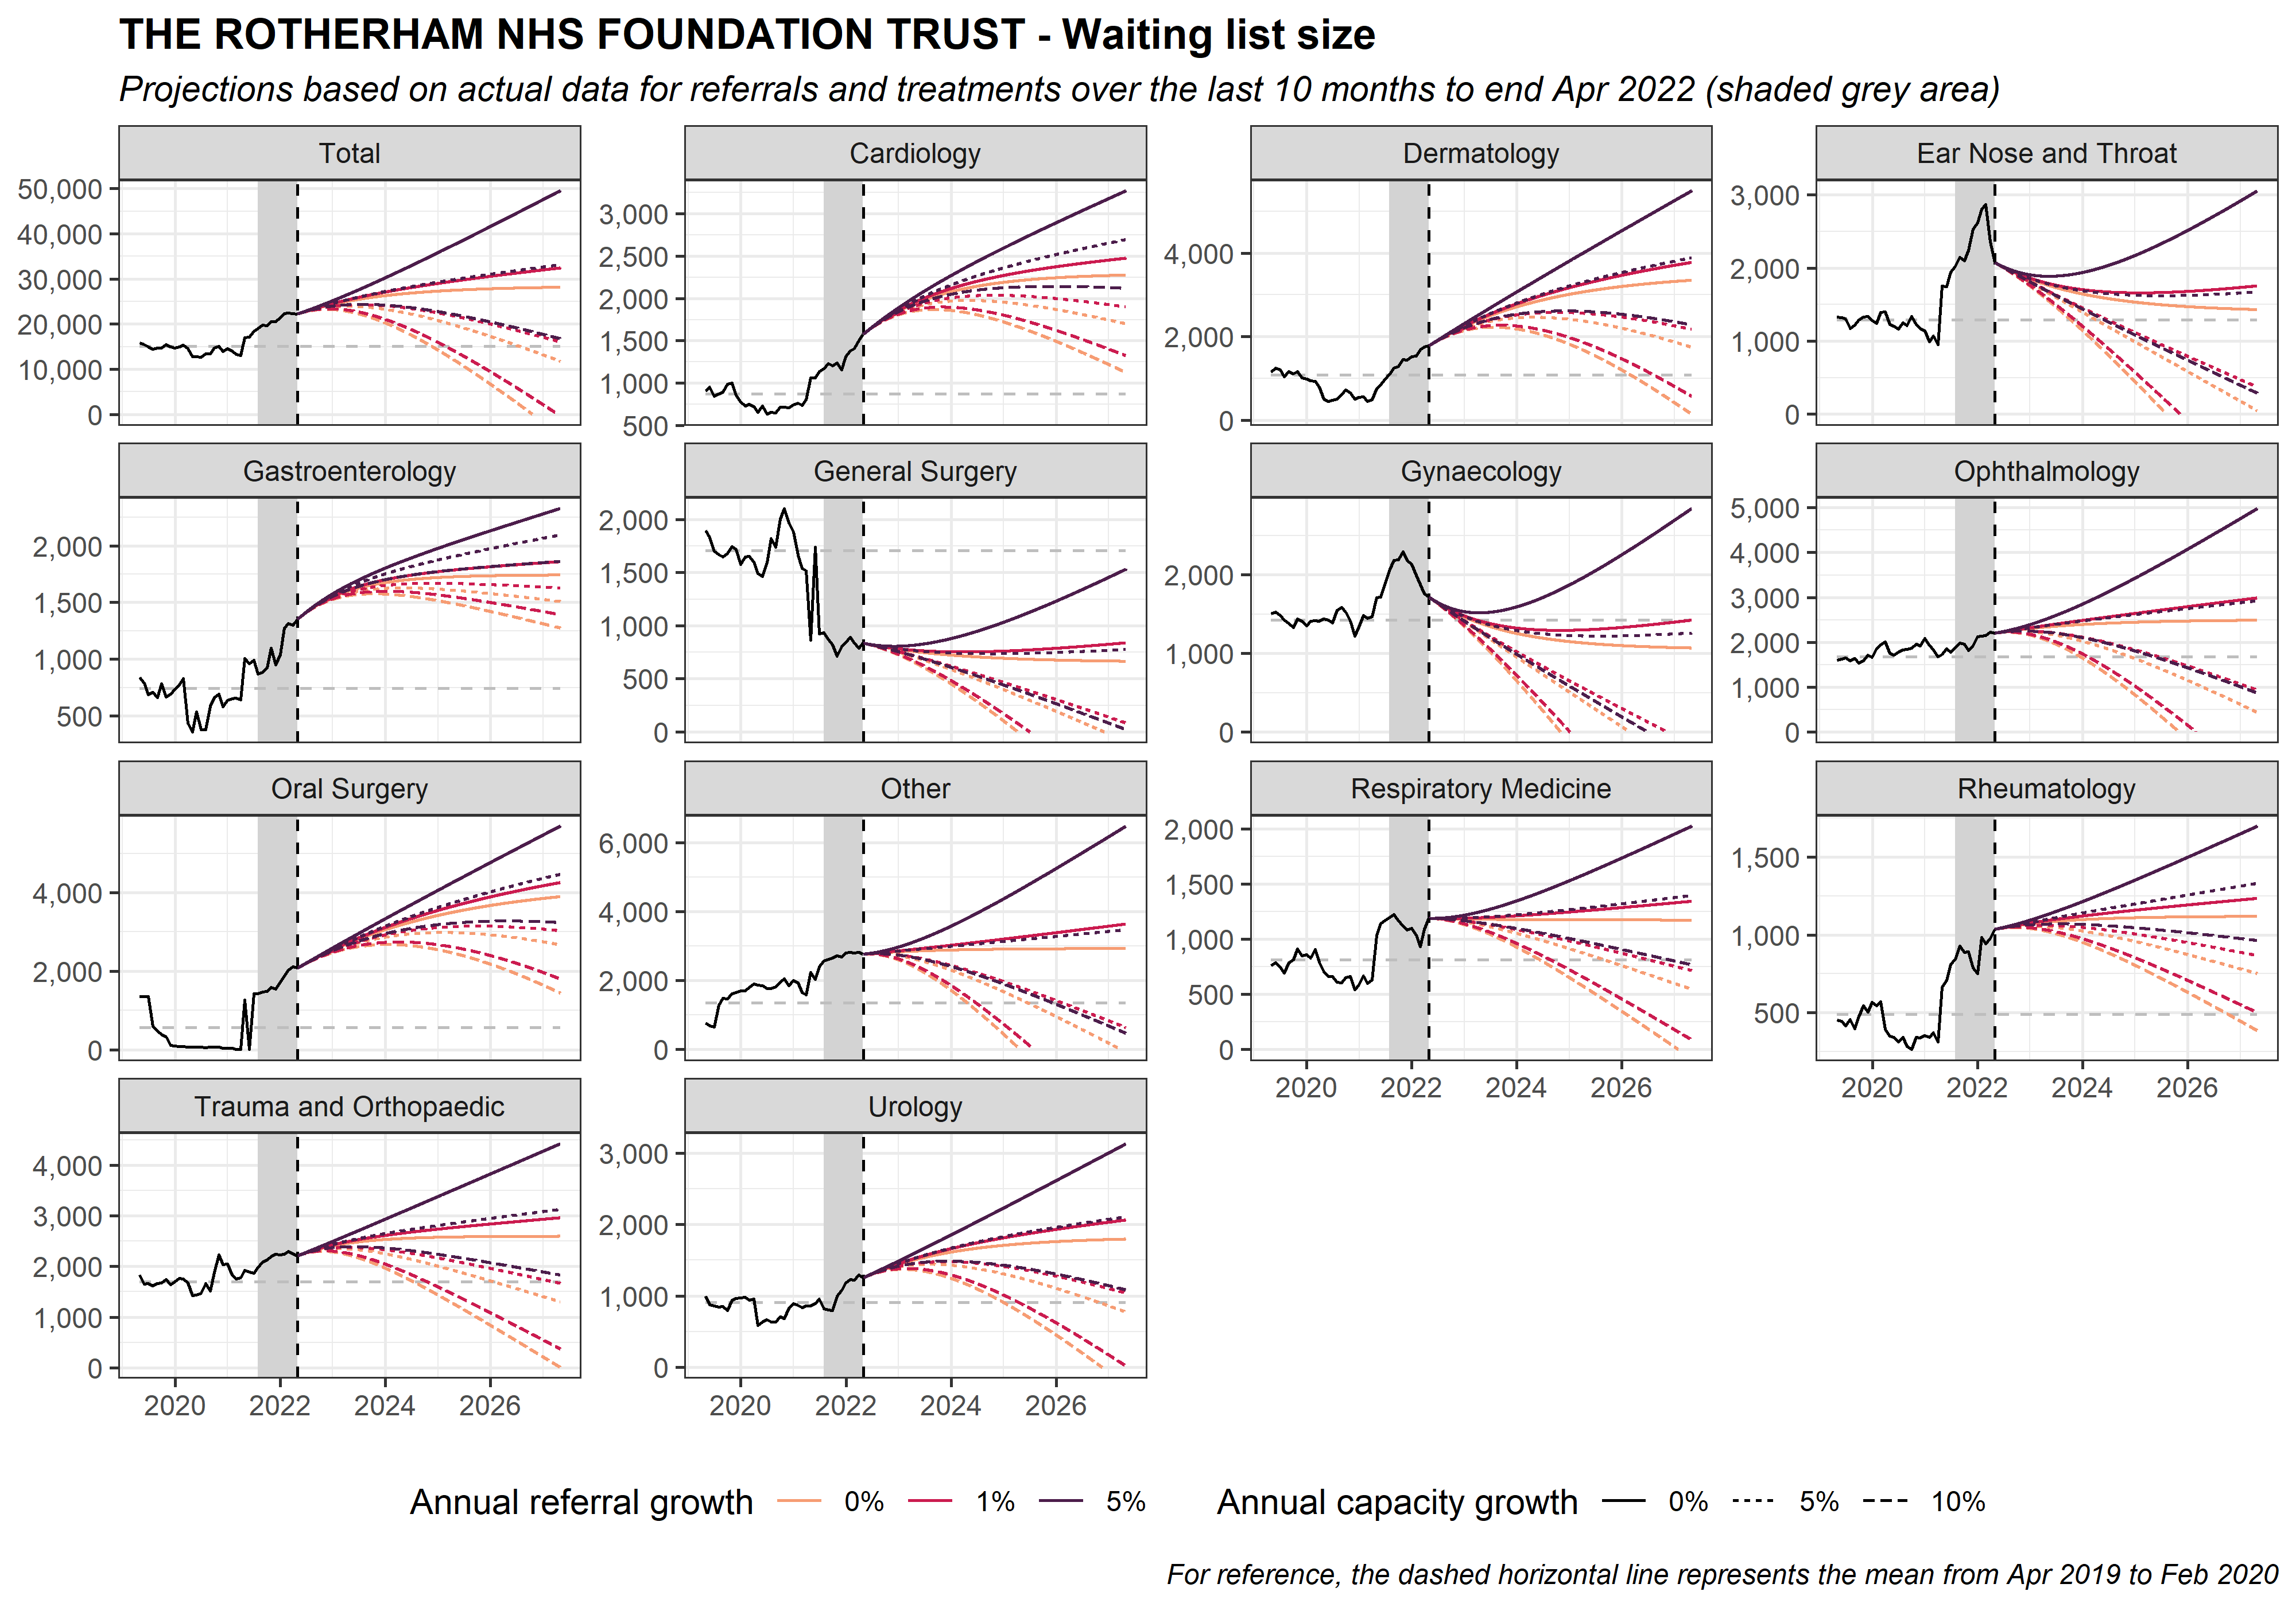 THE ROTHERHAM NHS FOUNDATION TRUST - Waiting list size
Projections based on actual data for referrals and treatments over the last 10 months to end Apr 2022 (shaded grey area)
Total
Cardiology
Dermatology
Ear Nose and Throat
50,000
40,000
30,000
20,000
10,000
0
3,000
2,500
2,000
1,500
1,000
500
4,000
2,000
0
3,000
2,000
1,000
0
Gastroenterology
General Surgery
Gynaecology
Ophthalmology
2,000
1,500
1,000
500
2,000
1,500
1,000
500
0
2,000
1,000
0
5,000
4,000
3,000
2,000
1,000
0
Oral Surgery
Other
Respiratory Medicine
Rheumatology
4,000
2,000
0
6,000
4,000
2,000
0
2,000
1,500
1,000
500
0
1,500
1,000
500
2020 2022 2024 2026
2020 2022 2024 2026
Trauma and Orthopaedic
Urology
4,000
3,000
2,000
1,000
0
3,000
2,000
1,000
0
2020 2022 2024 2026
2020 2022 2024 2026
Annual referral growth 0% 1% 5%
Annual capacity growth 0% 5% 10%
For reference, the dashed horizontal line represents the mean from Apr 2019 to Feb 2020